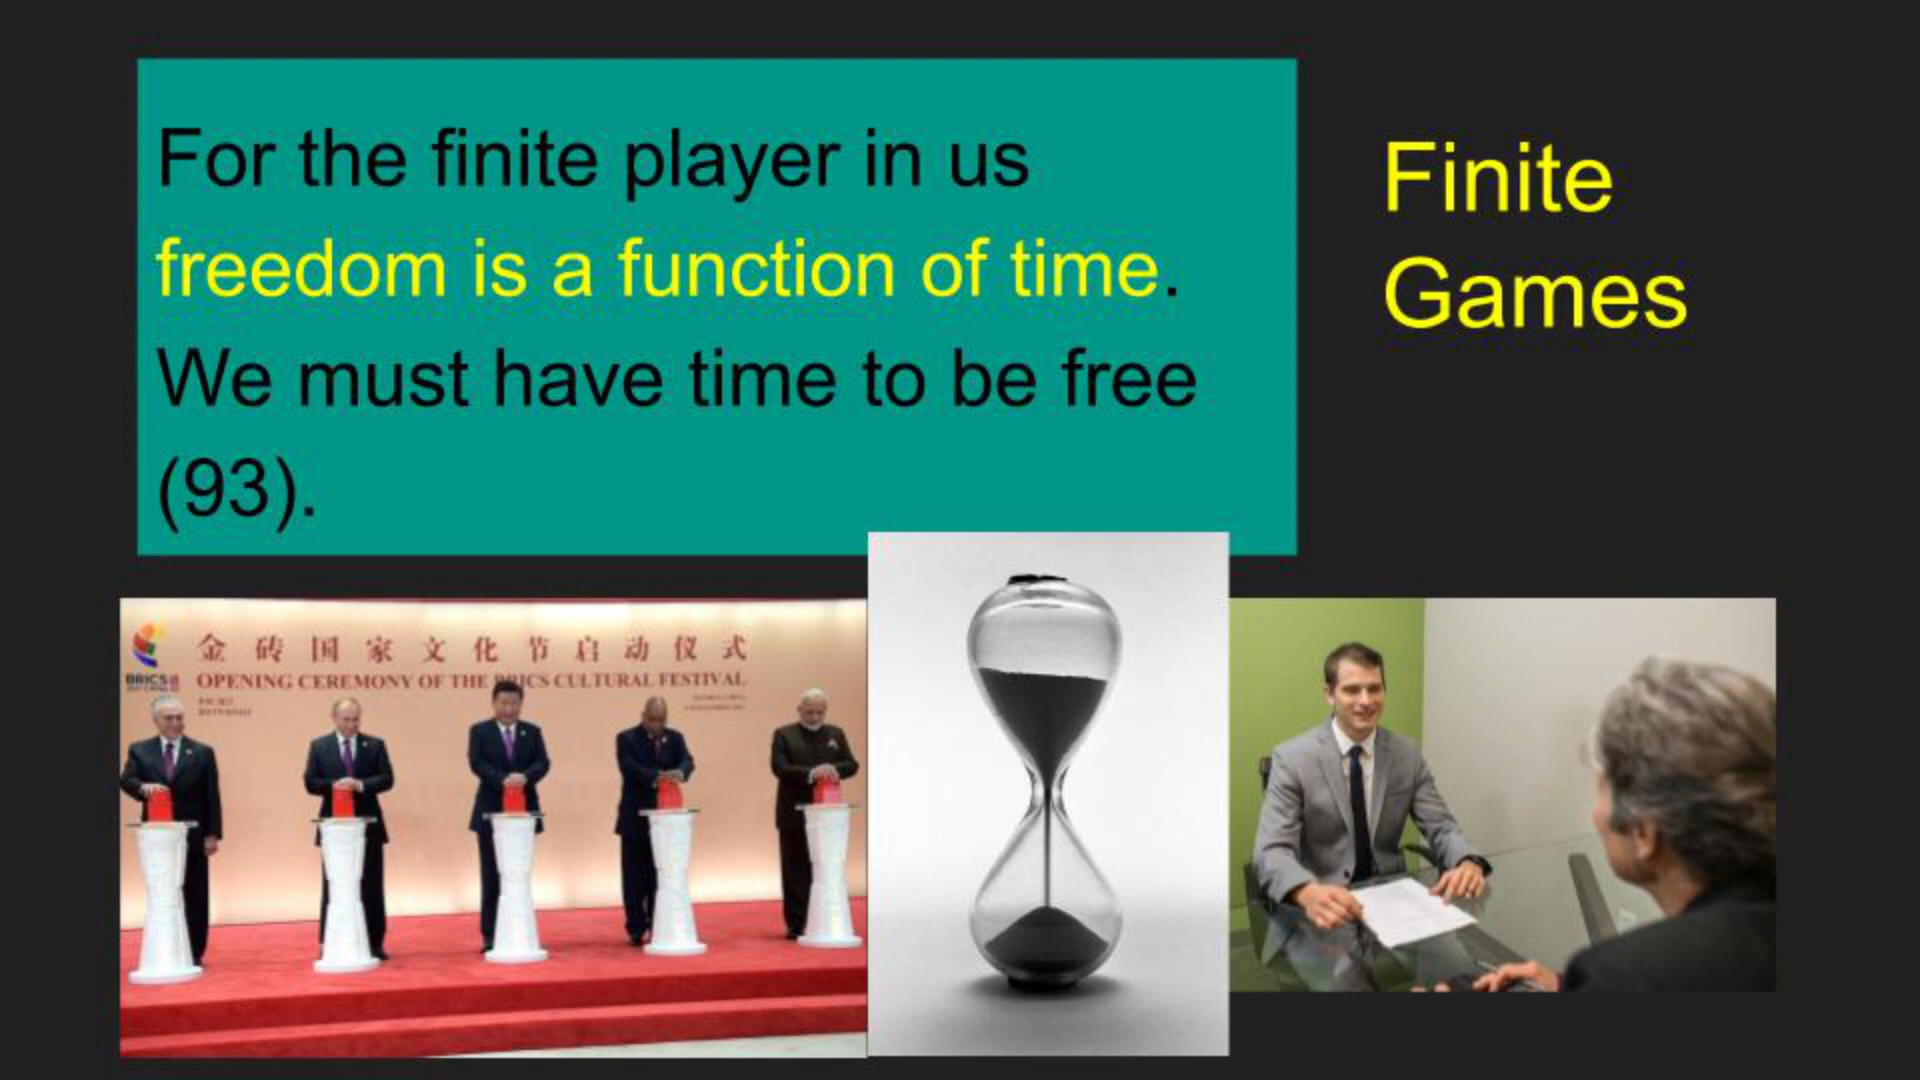 For the finite player in us
freedom is a function of time.
We must have time to be free
(93).
Finite
Games
金砖国家文化节启动仪式
OPENING CEREMONY OF THE BRICS CULTURAL FESTIVAL
BRICS